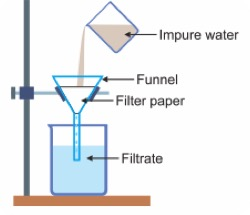 Impure water
Funnel
Filter paper
Filtrate